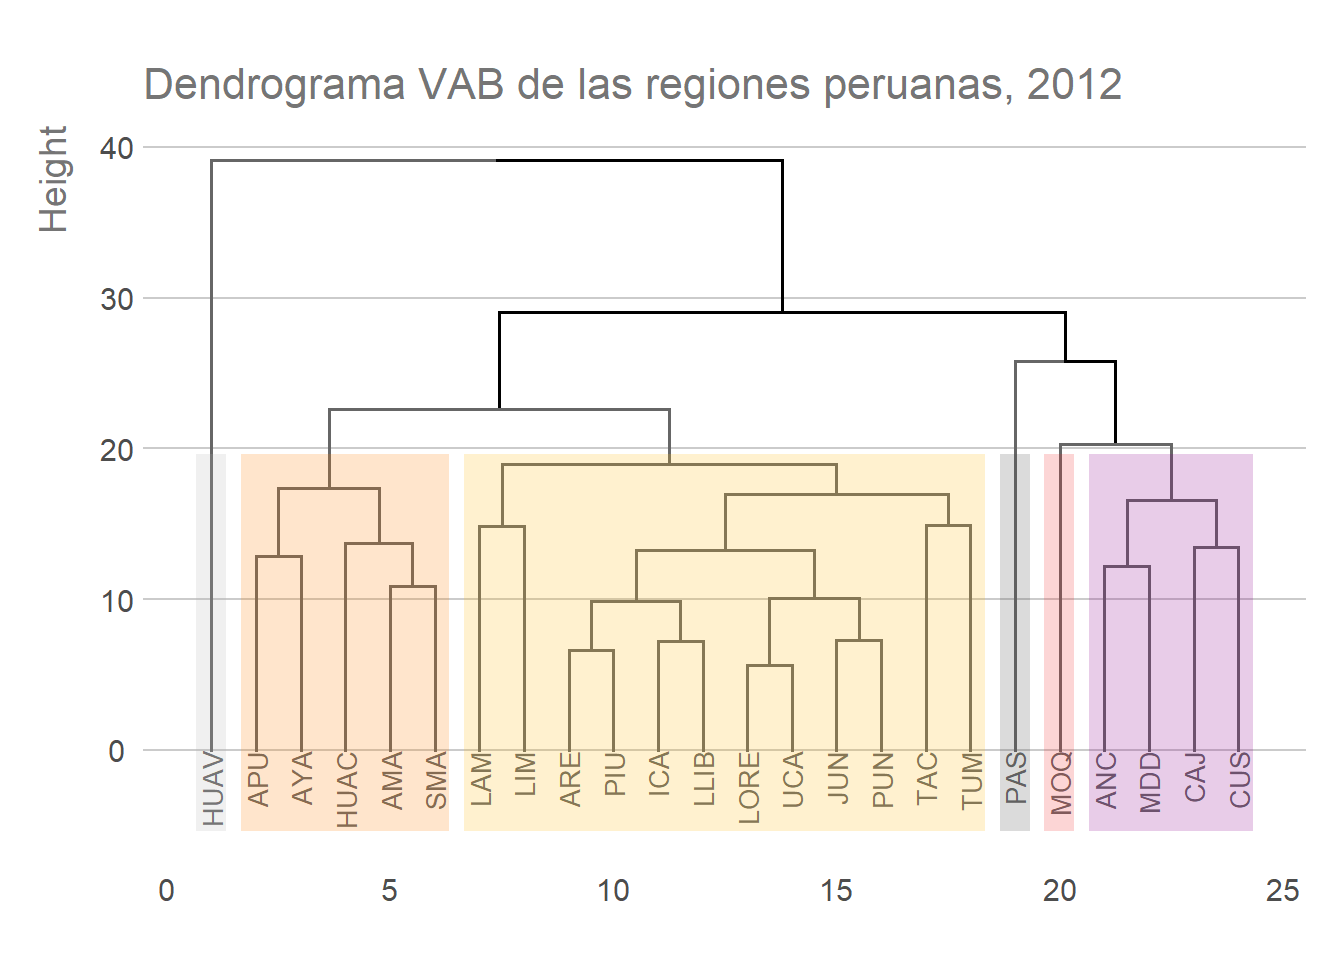 Dendrograma VAB de las regiones peruanas, 2012
Height
40
30
20
10
0
HUAV APU AYA HUAC AMA SMA LAM LIM ARE PIU ICA LLIB LORE UCA JUN PUN TAC TUM PAS MOQ ANC MDD CAJ CUS
0 5 10 15 20 25